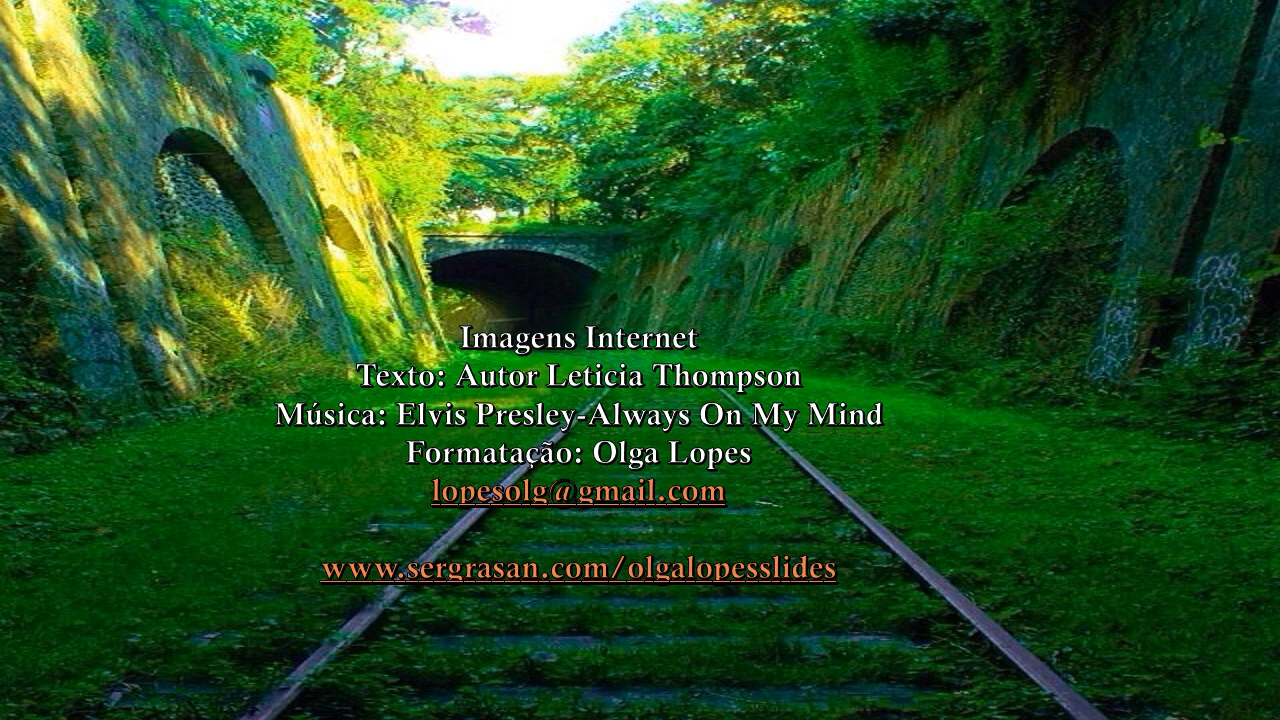 Imagens Internet
Texto: Autor Leticia Thompson
Música: Elvis Presley-Always On My Mind
Formatação: Olga Lopes
lopesolg@gmail.com
www.sergrasan.com/olgalopesslides